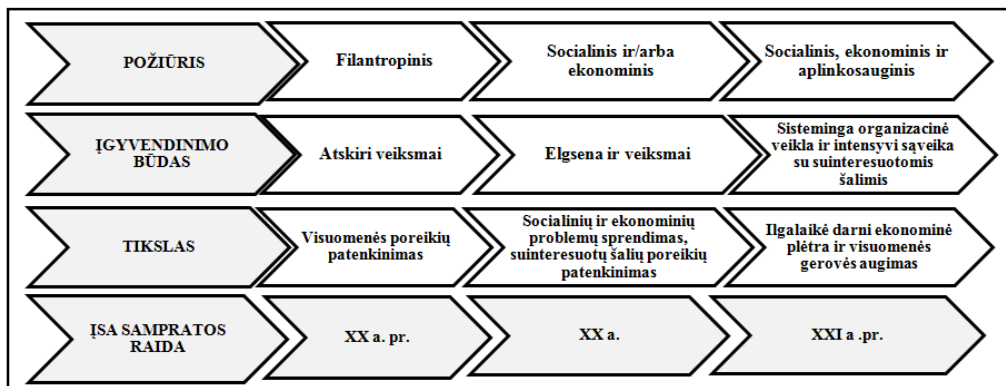 POŽIŪRIS
Filantropinis
Socialinis ir/arba
ekonominis
Socialinis, ekonominis ir
aplinkosauginis
ĮGYVENDINIMO
BŪDAS
Atskiri veiksmai
Elgsena ir veiksmai
Sisteminga organizacinė
veikla ir intensyvi sąveika
su suinteresuotomis
šalimis
TIKSLAS
Visuomenės poreikių
patenkinimas
Socialinių ir ekonominių
problemų sprendimas,
suinteresuotų šalių poreikių
patenkinimas
Ilgalaikė darni ekonominė
plėtra ir visuomenės
gerovės augimas
ĮSA SAMPRATOS
RAIDA
XX a. pr.
XX a.
XXI a .pr.